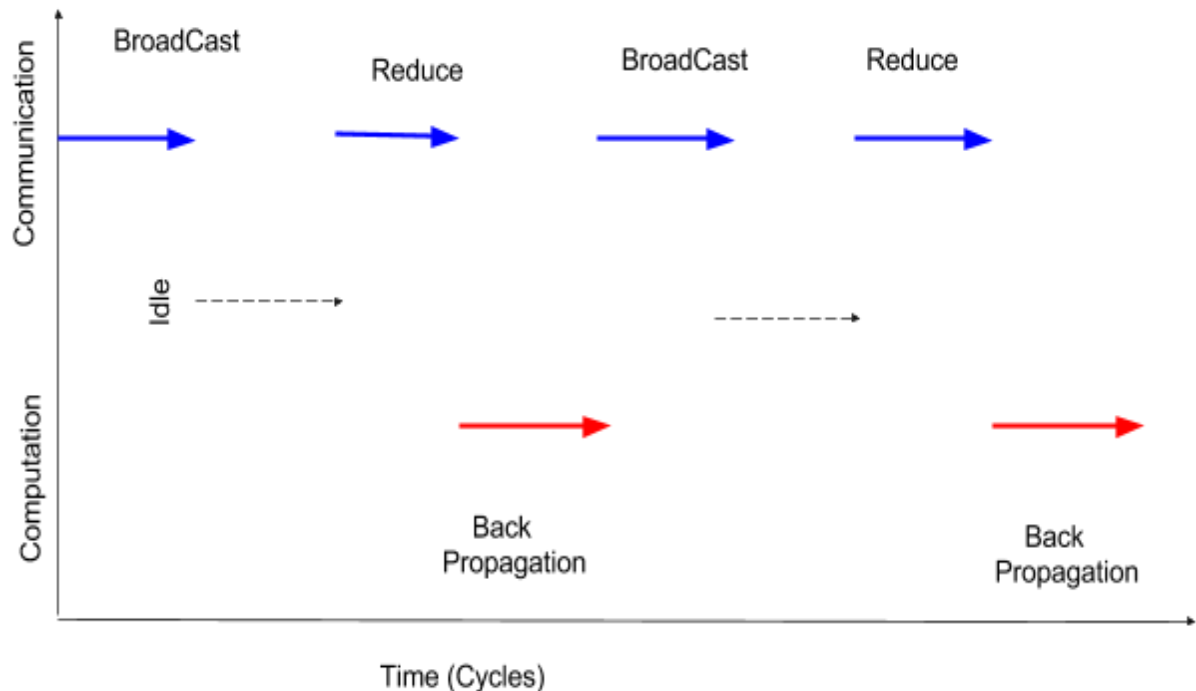 BroadCast
Reduce
BroadCast
Reduce
Communication
Idle
Computation
Back
Propagation
Back
Propagation
Time (Cycles)